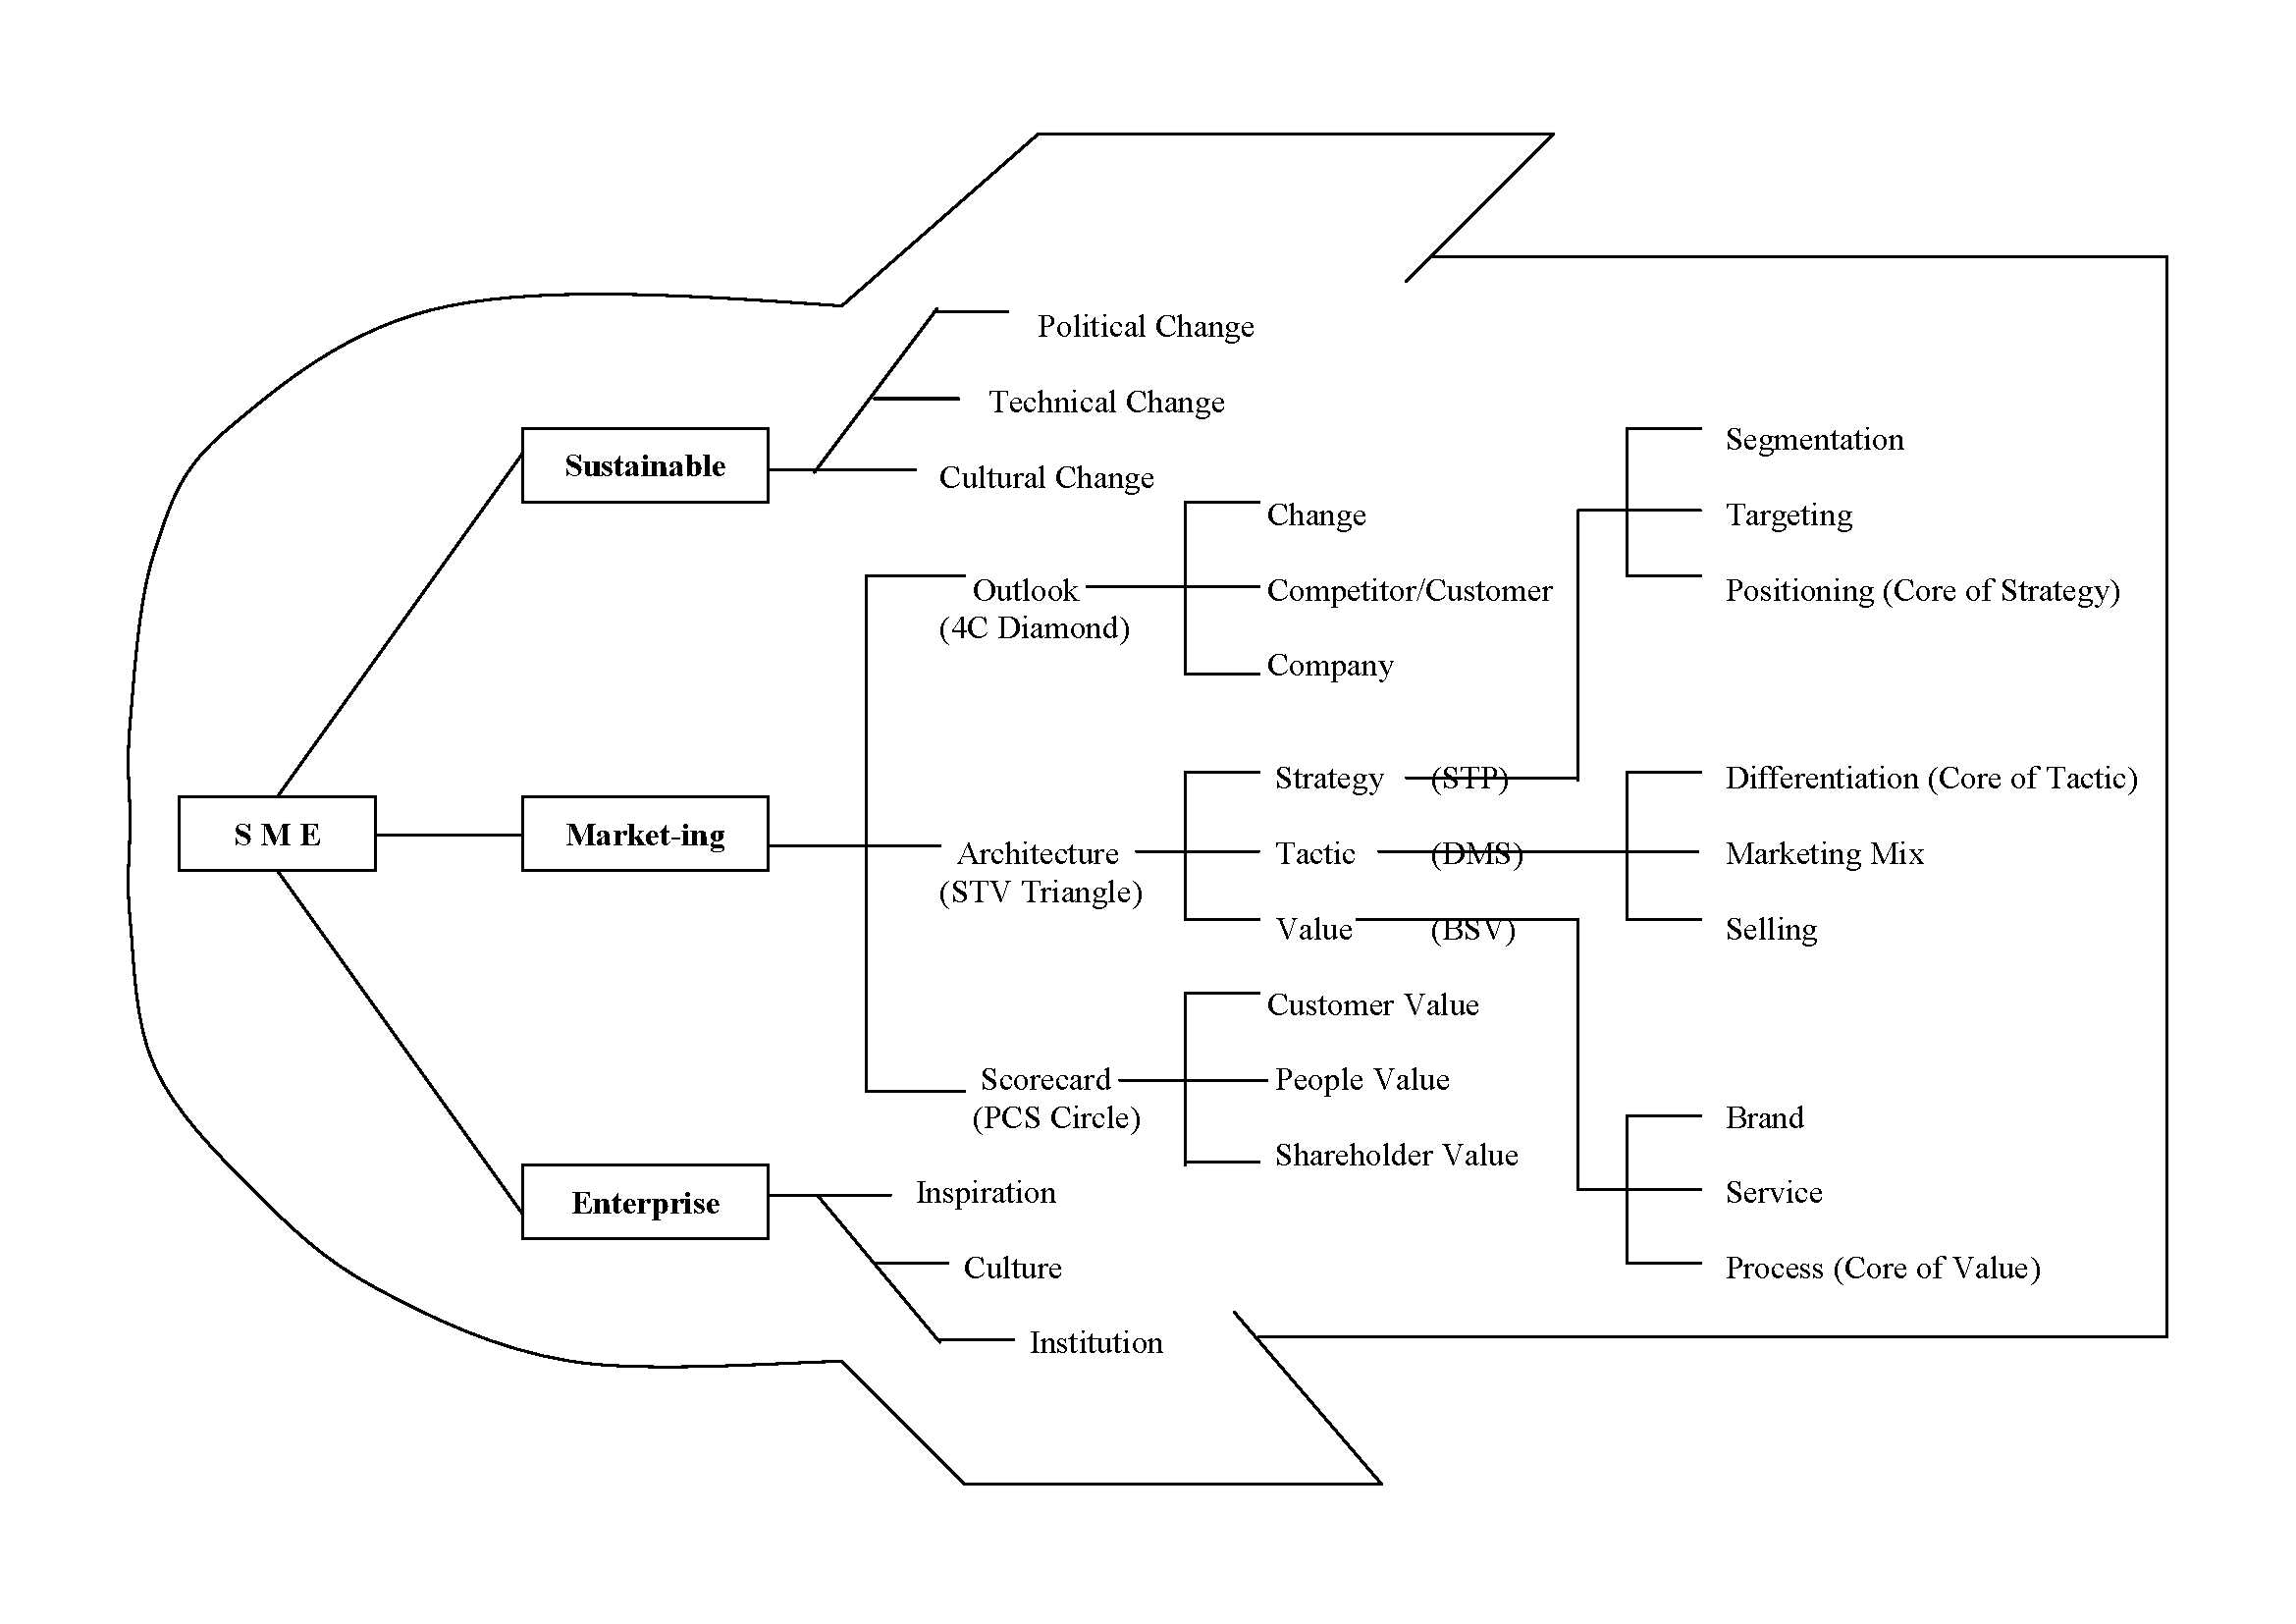 Political Change
Technical Change
Sustainable
Cultural Change
Segmentation
Change
Targeting
Outlook
(4C Diamond)
Competitor/Customer
Positioning (Core of Strategy)
Company
Strategy (STP)
Differentiation (Core of Tactic)
S M E
Market-ing
Architecture
(STV Triangle)
Tactic (DMS)
Marketing Mix
Value (BSV)
Selling
Customer Value
Scorecard
(PCS Circle)
People Value
Shareholder Value
Brand
Enterprise
Inspiration
Service
Culture
Process (Core of Value)
Institution